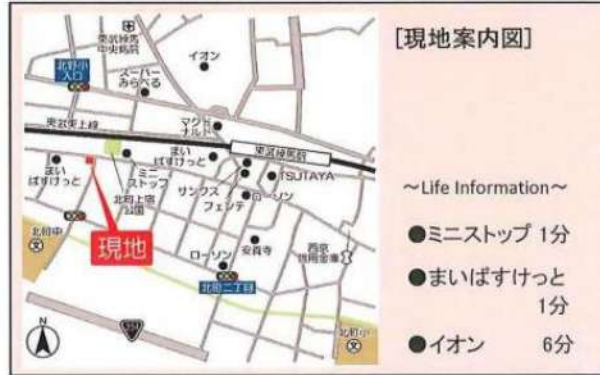 [現地案内図]
東武練馬
中央病院
イオン
北野小
入口
スーパー
みらべる
マク
ナルド
東武東上線
まい
ばすけっと
東武練馬駅
まい
ばすけっと
ミニ
ストップ
TSUTAYA
サンクス
ローソン
フェンテ
北町上宿
公園
現地
北町中
文
ローソン
安養寺
西京
信用金庫
北町二丁目
N
北町小
文
~Life Information~
●ミニストップ 1分
●まいばすけっと
1分
●イオン 6分